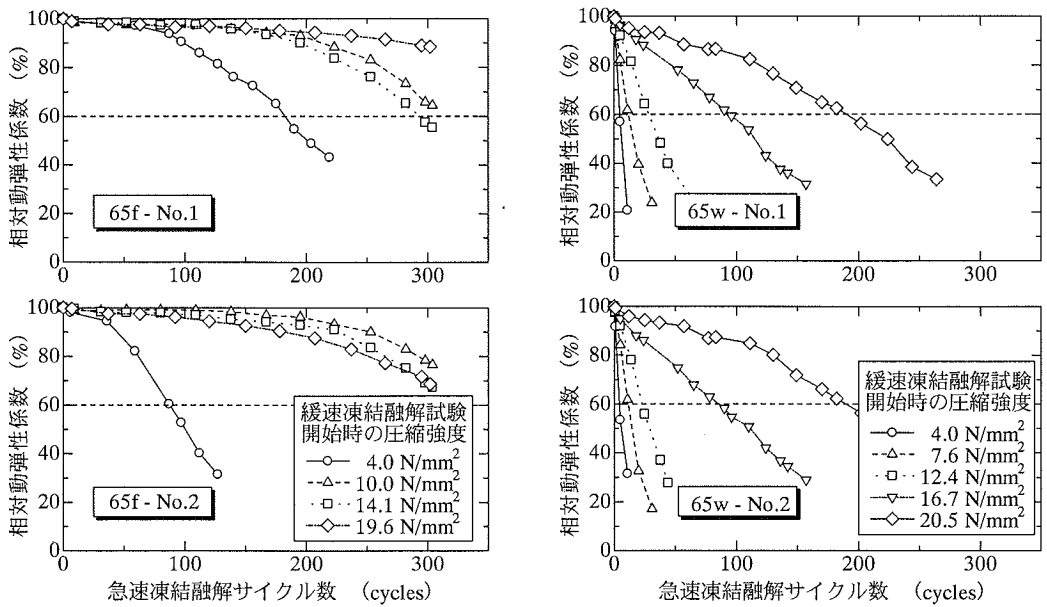 相対動弾性係数 (%)
100
80
60
40
20
0
65f - No.1
0
100
200
300
相対動弾性係数 (%)
100
80
60
40
20
0
65w - No.1
0
100
200
300
相対動弾性係数 (%)
100
80
60
40
20
0
緩速凍結融解試験
開始時の圧縮強度
4.0 N/mm²
10.0 N/mm²
14.1 N/mm²
19.6 N/mm²
65f - No.2
0
100
200
300
急速凍結融解サイクル数 (cycles)
相対動弾性係数 (%)
100
80
60
40
20
0
緩速凍結融解試験
開始時の圧縮強度
4.0 N/mm²
7.6 N/mm²
12.4 N/mm²
16.7 N/mm²
20.5 N/mm²
65w - No.2
0
100
200
300
急速凍結融解サイクル数 (cycles)